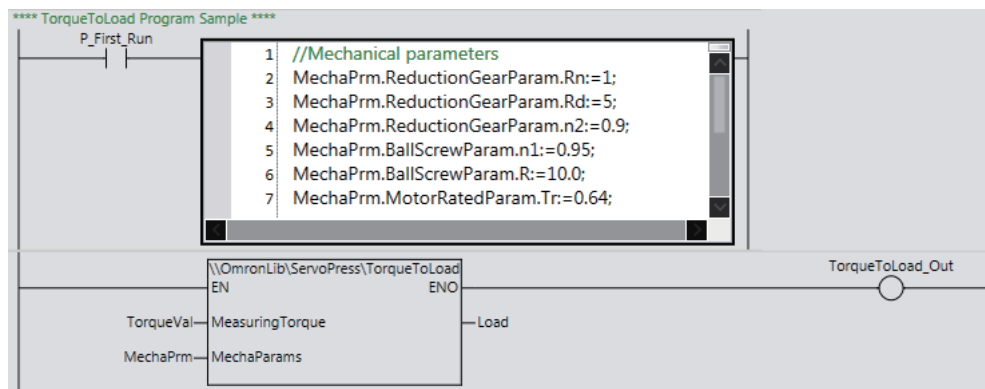 **** TorqueToLoad Program Sample ****
P_First_Run
1 //Mechanical parameters
2 MechaPrm.ReductionGearParam.Rn:=1;
3 MechaPrm.ReductionGearParam.Rd:=5;
4 MechaPrm.ReductionGearParam.n2:=0.9;
5 MechaPrm.BallScrewParam.n1:=0.95;
6 MechaPrm.BallScrewParam.R:=10.0;
7 MechaPrm.MotorRatedParam.Tr:=0.64;
\\OmronLib\ServoPress\TorqueToLoad TorqueToLoad_Out
EN ENO
TorqueVal MeasuringTorque Load
MechaPrm MechaParams